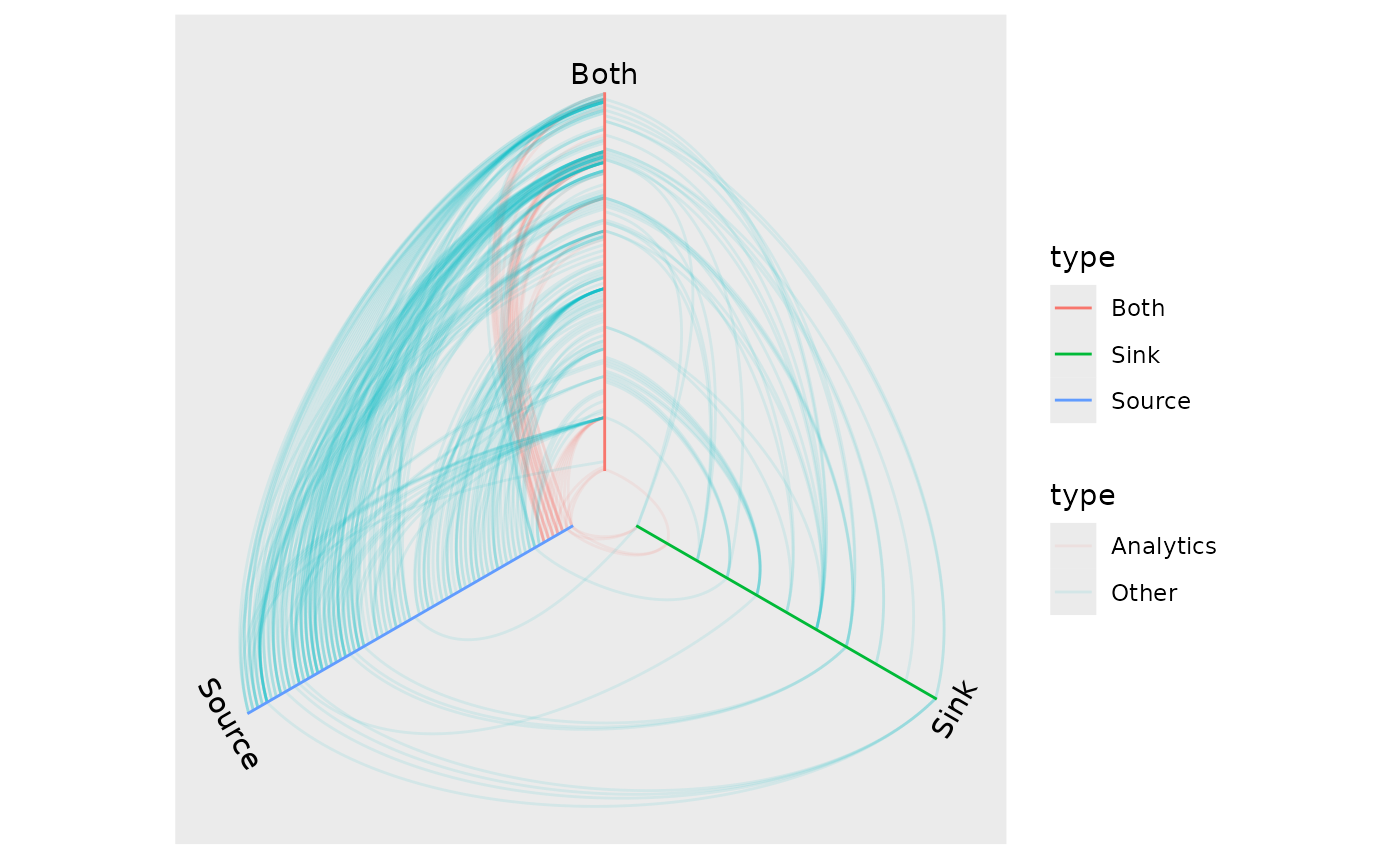 Both
Source
Sink
type
Both
Sink
Source
type
Analytics
Other